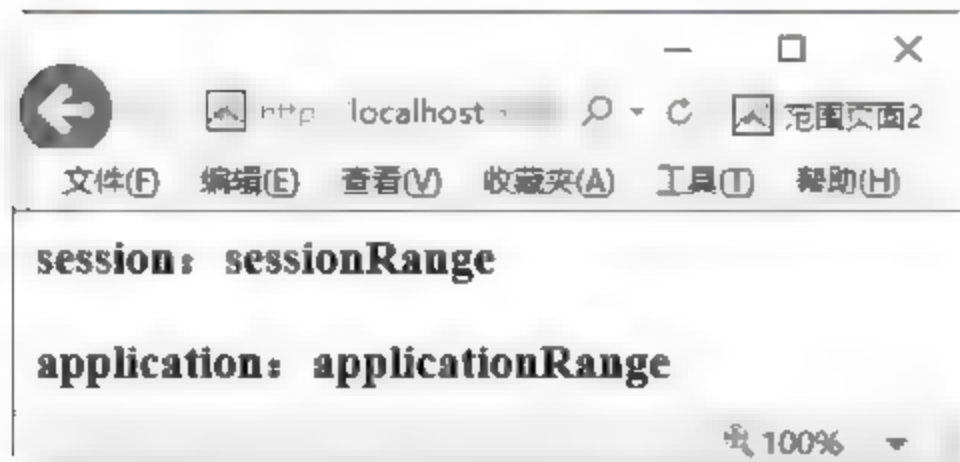 http localhost 范围页面2
文件(F) 编辑(E) 查看(V) 收藏夹(A) 工具(T) 帮助(H)
session: sessionRange
application: applicationRange
100%